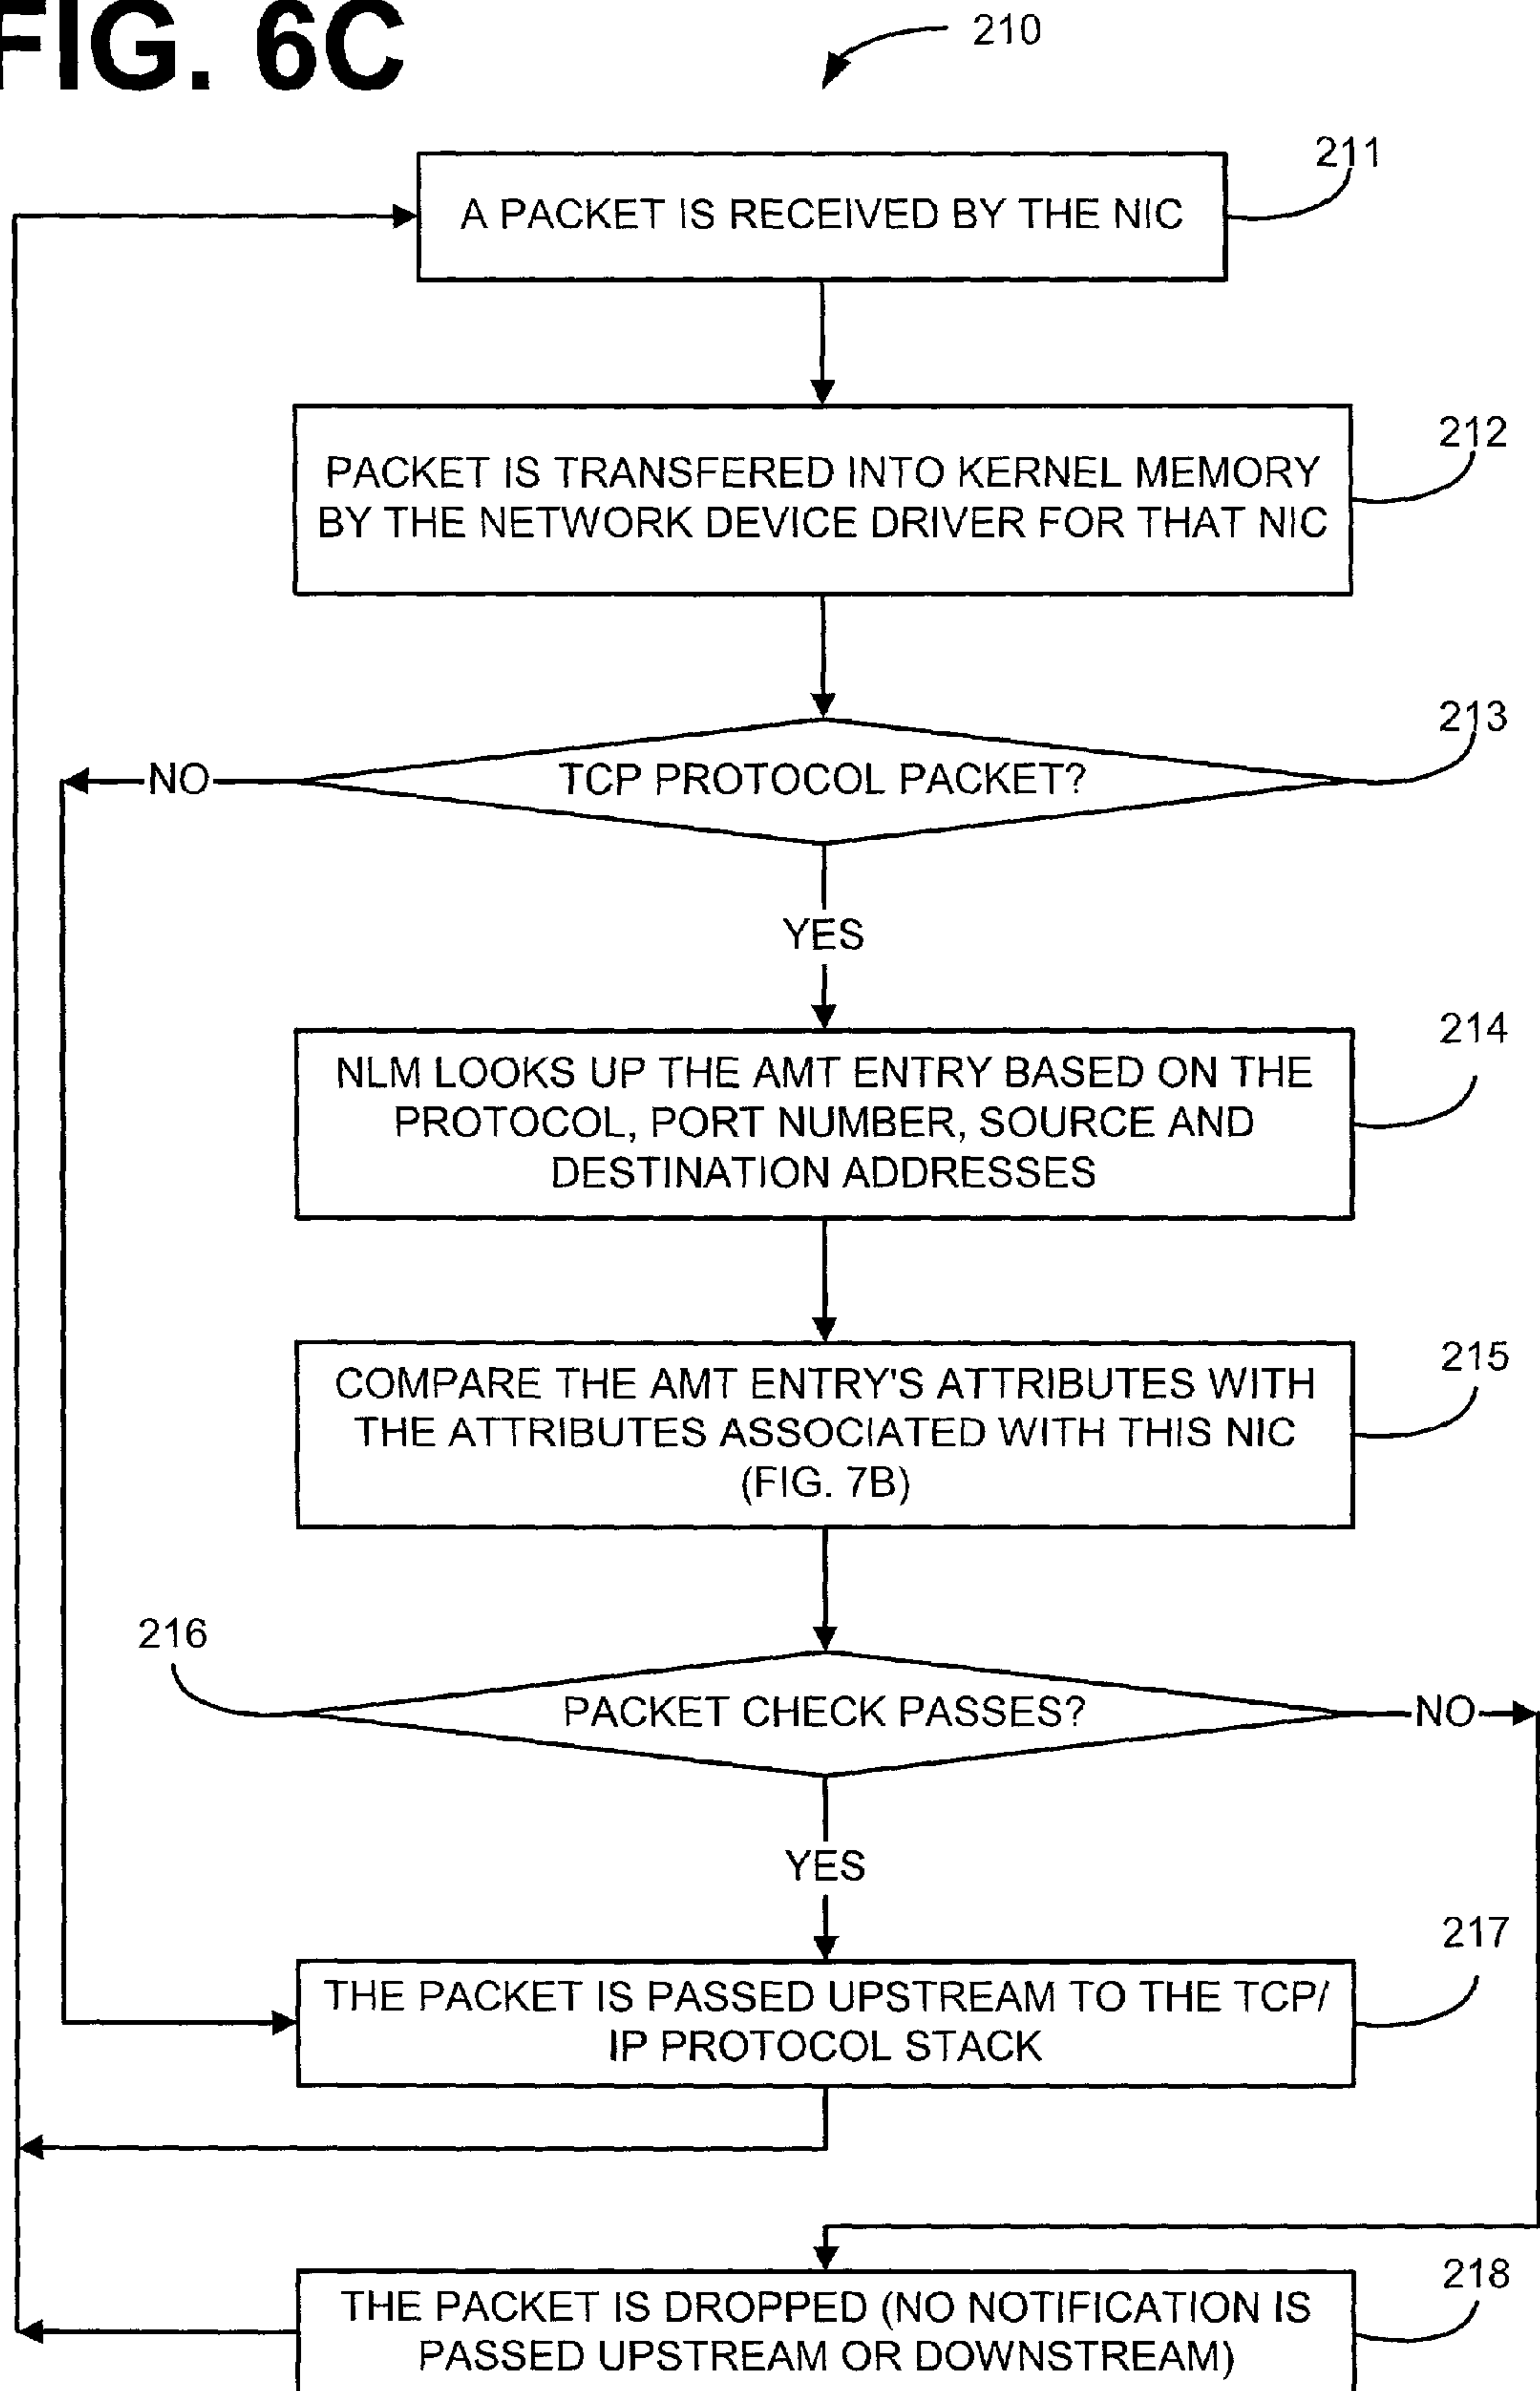 FIG. 6C
210
211
A PACKET IS RECEIVED BY THE NIC
212
PACKET IS TRANSFERED INTO KERNEL MEMORY
BY THE NETWORK DEVICE DRIVER FOR THAT NIC
213
NO
TCP PROTOCOL PACKET?
YES
214
NLM LOOKS UP THE AMT ENTRY BASED ON THE
PROTOCOL, PORT NUMBER, SOURCE AND
DESTINATION ADDRESSES
215
COMPARE THE AMT ENTRY'S ATTRIBUTES WITH
THE ATTRIBUTES ASSOCIATED WITH THIS NIC
(FIG. 7B)
216
PACKET CHECK PASSES?
NO
YES
217
THE PACKET IS PASSED UPSTREAM TO THE TCP/
IP PROTOCOL STACK
218
THE PACKET IS DROPPED (NO NOTIFICATION IS
PASSED UPSTREAM OR DOWNSTREAM)